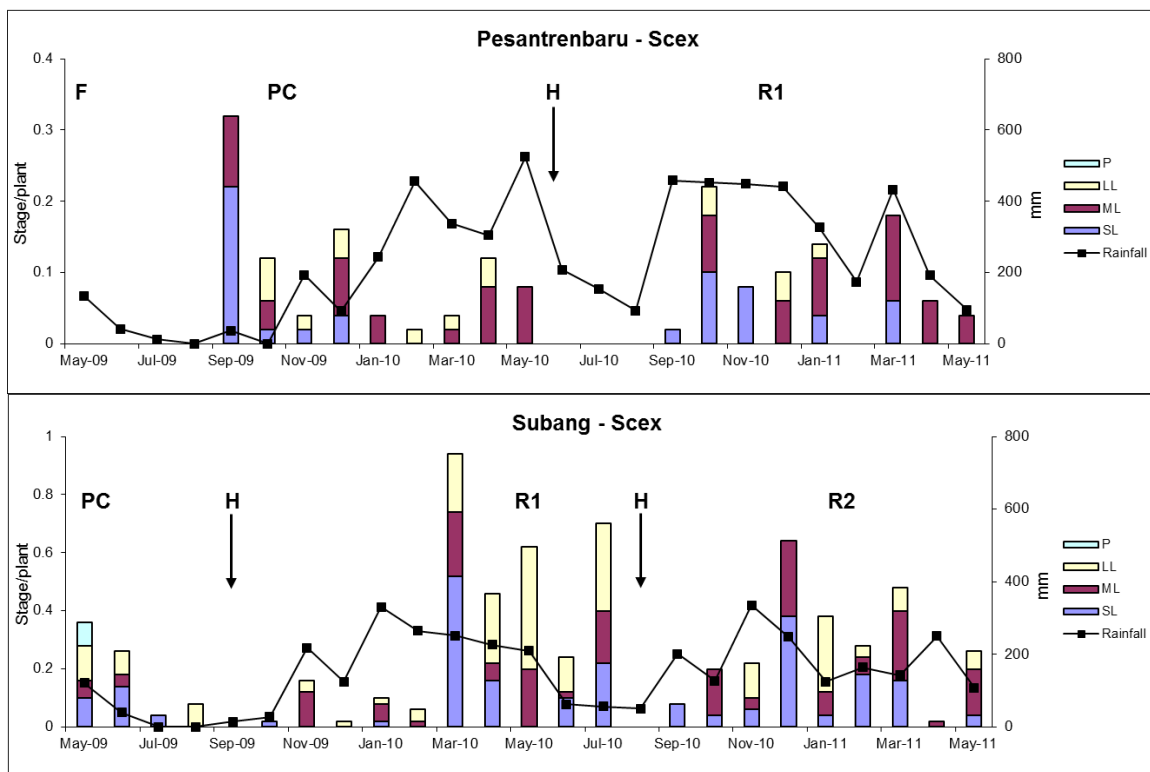 Pesantrenbaru - Scex
0.4
0.3
0.2
0.1
0
Stage/plant
F
PC
H
R1
800
600
400
200
0
mm
P
LL
ML
SL
Rainfall
May-09
Jul-09
Sep-09
Nov-09
Jan-10
Mar-10
May-10
Jul-10
Sep-10
Nov-10
Jan-11
Mar-11
May-11
Subang - Scex
1
0.8
0.6
0.4
0.2
0
Stage/plant
PC
H
R1
H
R2
800
600
400
200
0
mm
P
LL
ML
SL
Rainfall
May-09
Jul-09
Sep-09
Nov-09
Jan-10
Mar-10
May-10
Jul-10
Sep-10
Nov-10
Jan-11
Mar-11
May-11